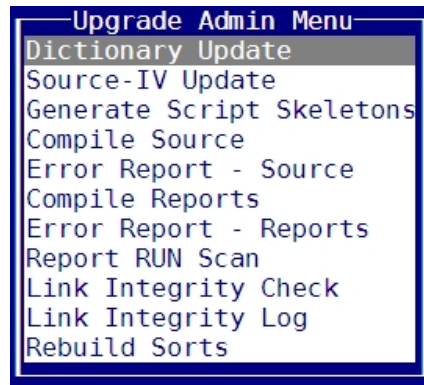 Upgrade Admin Menu
Dictionary Update
Source-IV Update
Generate Script Skeletons
Compile Source
Error Report - Source
Compile Reports
Error Report - Reports
Report RUN Scan
Link Integrity Check
Link Integrity Log
Rebuild Sorts